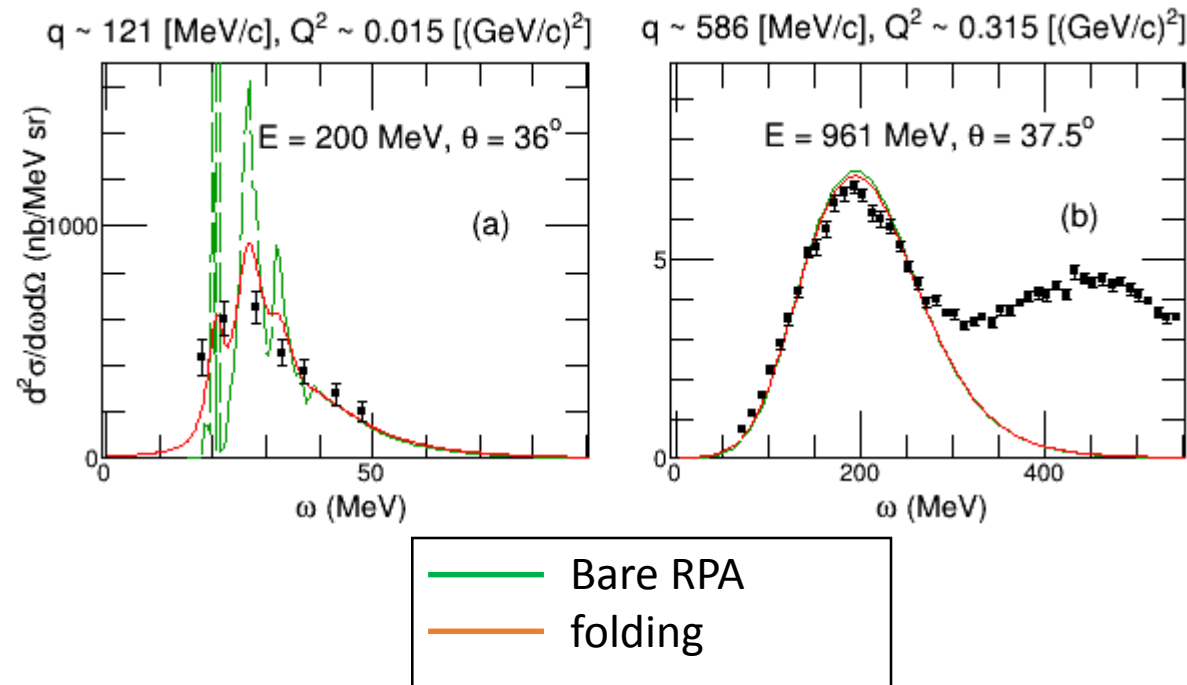 q ~ 121 [MeV/c], Q² ~ 0.015 [(GeV/c)²]
q ~ 586 [MeV/c], Q² ~ 0.315 [(GeV/c)²]
d²σ/dωdΩ (nb/MeV sr)
E = 200 MeV, θ = 36°
(a)
1000
0
0
50
ω (MeV)
E = 961 MeV, θ = 37.5°
(b)
5
0
0
200
400
ω (MeV)
Bare RPA
folding